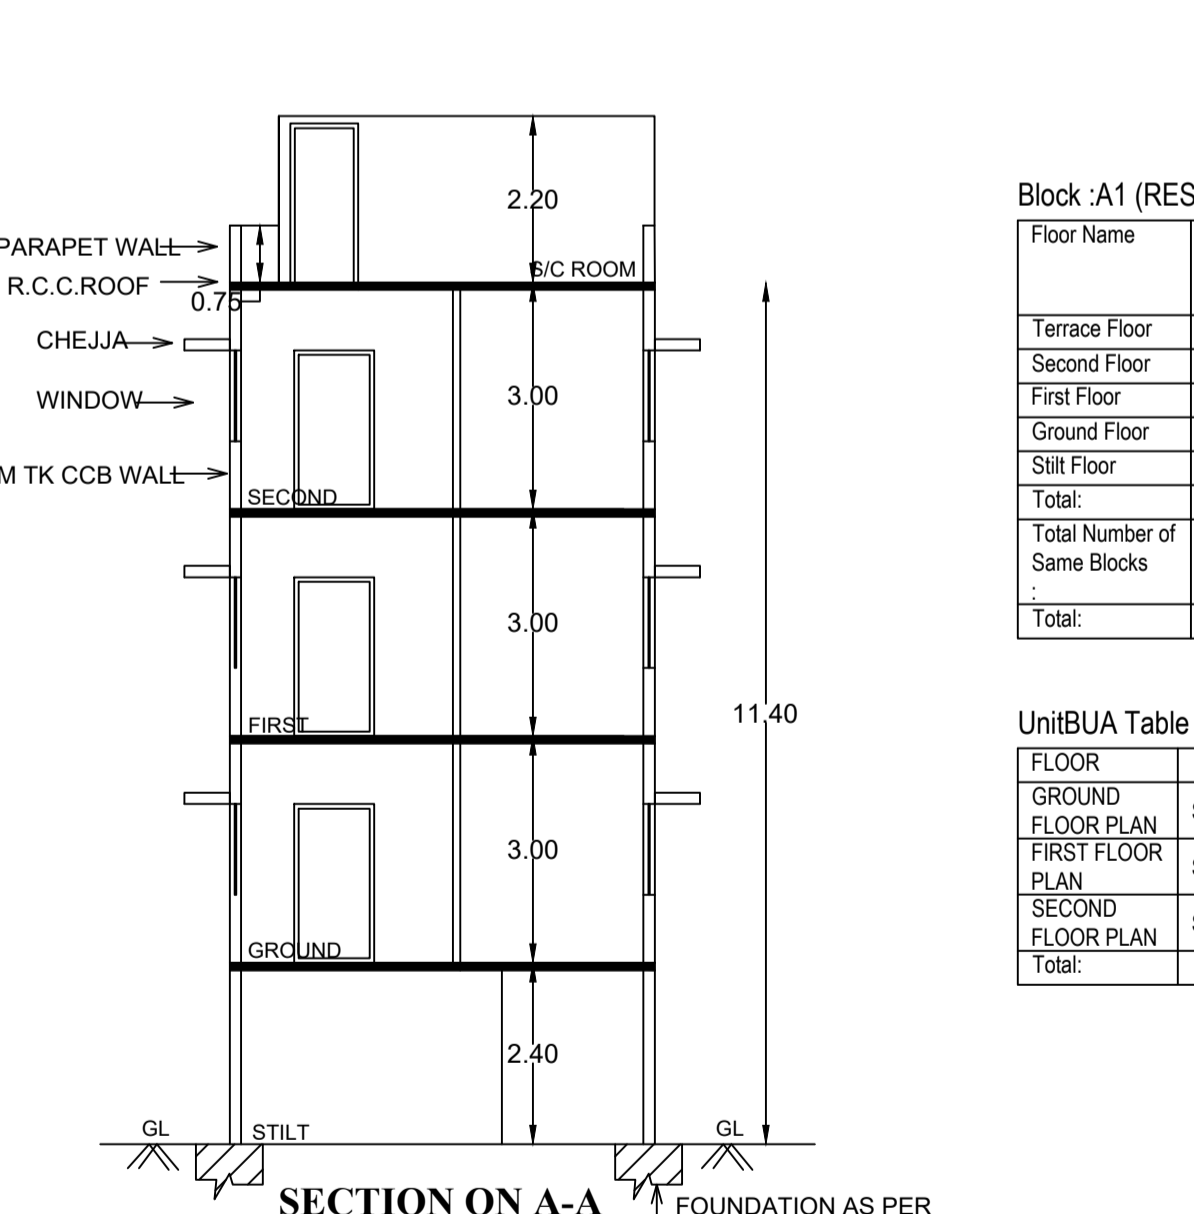 2.20
PARAPET WALL
S/C ROOM
R.C.C.ROOF
0.75
CHEJJA
WINDOW
3.00
M TK CCB WALL
SECOND
3.00
FIRST
11.40
3.00
GROUND
2.40
GL
STILT
GL
SECTION ON A-A
FOUNDATION AS PER
Block :A1 (RES
Floor Name
Terrace Floor
Second Floor
First Floor
Ground Floor
Stilt Floor
Total:
Total Number of
Same Blocks
:
Total:
UnitBUA Table
FLOOR
GROUND
FLOOR PLAN
FIRST FLOOR
PLAN
SECOND
FLOOR PLAN
Total: